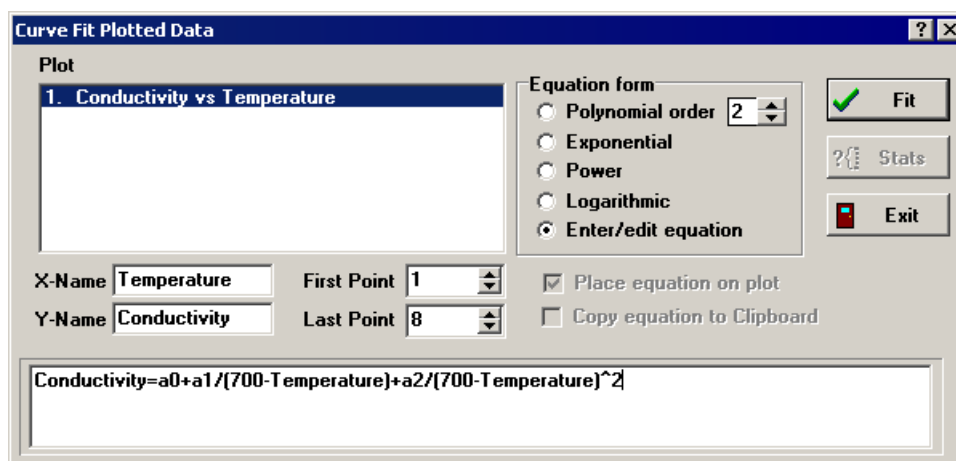 Curve Fit Plotted Data
Plot
1. Conductivity vs Temperature
Equation form
Polynomial order 2
Exponential
Power
Logarithmic
Enter/edit equation
Fit
?{ Stats
Exit
X-Name Temperature
First Point 1
Y-Name Conductivity
Last Point 8
Place equation on plot
Copy equation to Clipboard
Conductivity=a0+a1/(700-Temperature)+a2/(700-Temperature)^2